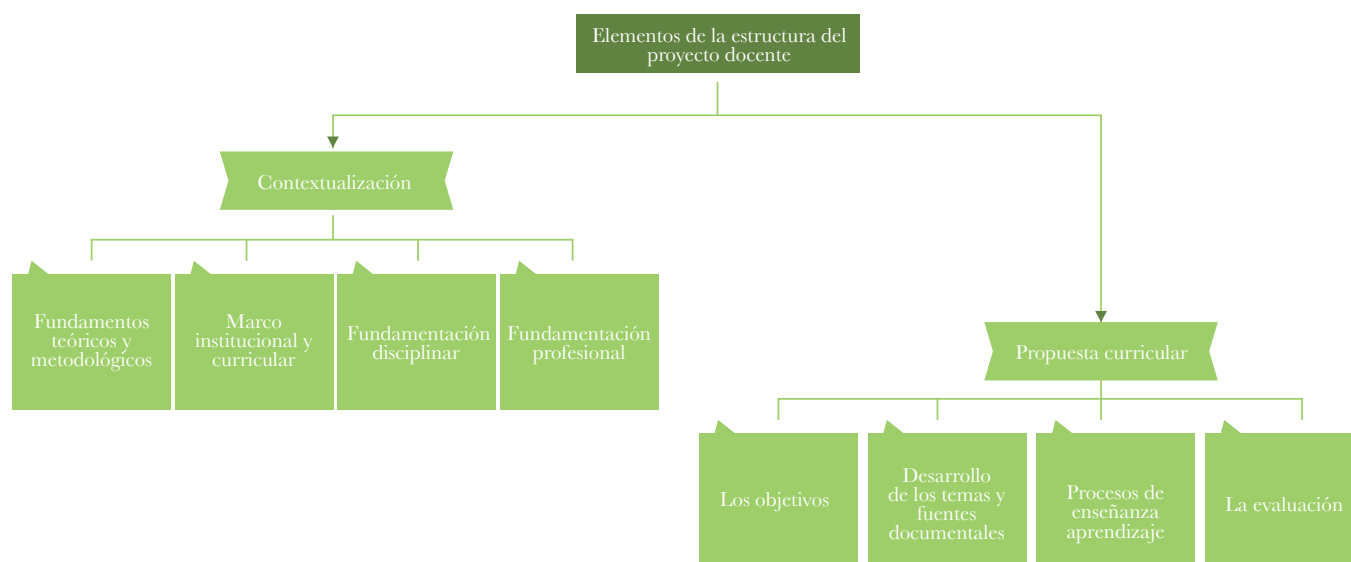 Elementos de la estructura del
proyecto docente
Contextualización
Fundamentos
teóricos y
metodológicos
Marco
institucional y
curricular
Fundamentación
disciplinar
Fundamentación
profesional
Propuesta curricular
Los objetivos
Desarrollo
de los temas y
fuentes
documentales
Procesos de
enseñanza
aprendizaje
La evaluación